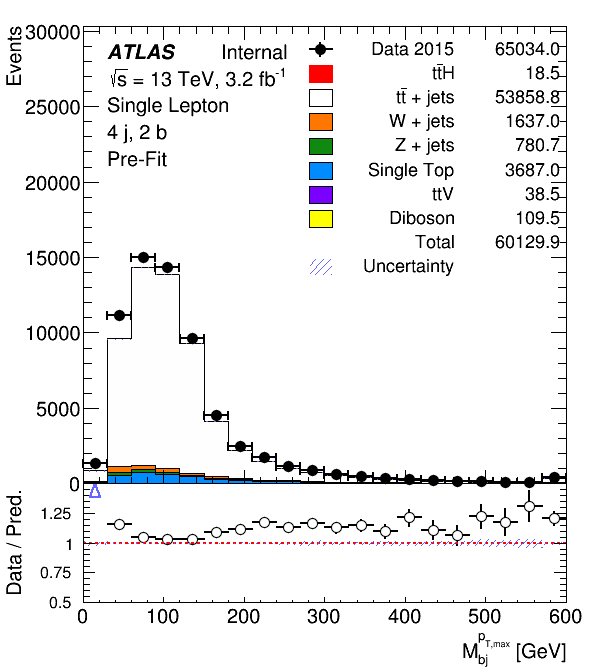 Events
30000
25000
20000
15000
10000
5000
0
ATLAS Internal
√s = 13 TeV, 3.2 fb⁻¹
Single Lepton
4 j, 2 b
Pre-Fit
Data 2015 65034.0
tt̄H 18.5
tt̄ + jets 53858.8
W + jets 1637.0
Z + jets 780.7
Single Top 3687.0
ttV 38.5
Diboson 109.5
Total 60129.9
Uncertainty
Data / Pred.
1.25
1
0.75
0.5
0 100 200 300 400 500 600
M_bj^pT,max [GeV]